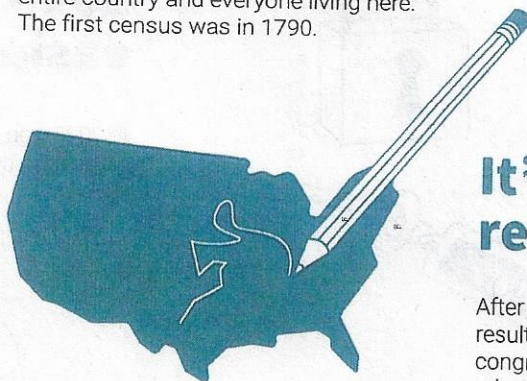 entire country and everyone living here.
The first census was in 1790.
It's
re
After
result
congr